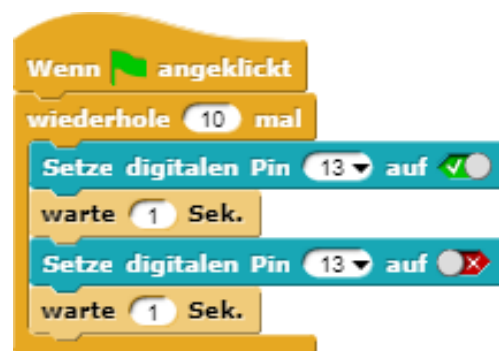 Wenn angeklickt
wiederhole 10 mal
Setze digitalen Pin 13 auf
warte 1 Sek.
Setze digitalen Pin 13 auf
warte 1 Sek.